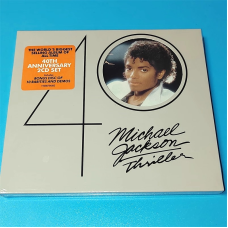 THE WORLD'S BIGGEST
SELLING ALBUM OF
ALL TIME
40TH
ANNIVERSARY
2CD SET
40
Michael
Jackson
Thriller